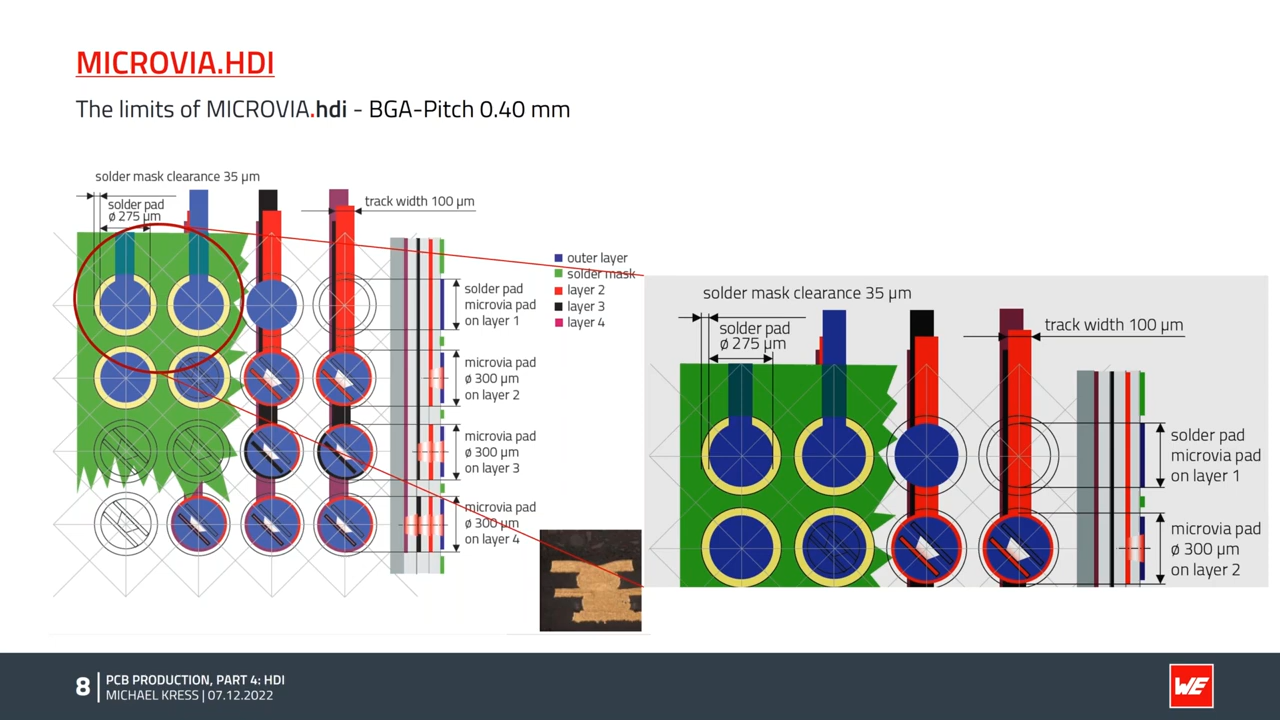 MICROVIA.HDI
The limits of MICROVIA.hdi - BGA-Pitch 0.40 mm
solder mask clearance 35 µm
solder pad
ø 275 µm
track width 100 µm
outer layer
solder mask
layer 2
layer 3
layer 4
solder pad
microvia pad
on layer 1
microvia pad
ø 300 µm
on layer 2
microvia pad
ø 300 µm
on layer 3
microvia pad
ø 300 µm
on layer 4
solder mask clearance 35 µm
solder pad
ø 275 µm
track width 100 µm
solder pad
microvia pad
on layer 1
microvia pad
ø 300 µm
on layer 2
8
PCB PRODUCTION, PART 4: HDI
MICHAEL KRESS | 07.12.2022
WE